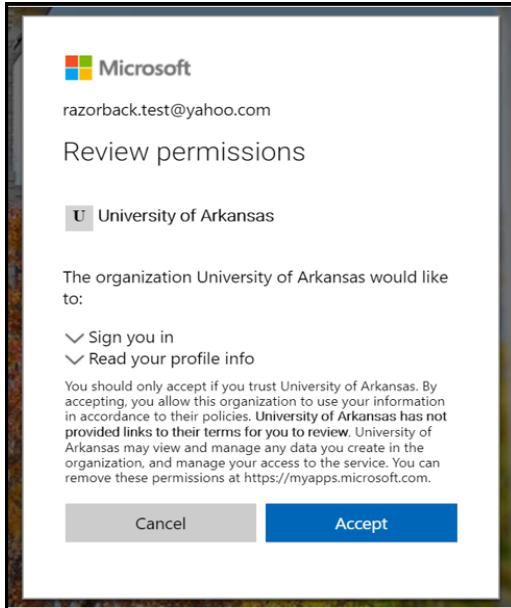 Microsoft
razorback.test@yahoo.com
Review permissions
U University of Arkansas
The organization University of Arkansas would like
to:
Sign you in
Read your profile info
You should only accept if you trust University of Arkansas. By
accepting, you allow this organization to use your information
in accordance to their policies. University of Arkansas has not
provided links to their terms for you to review. University of
Arkansas may view and manage any data you create in the
organization, and manage your access to the service. You can
remove these permissions at https://myapps.microsoft.com.
Cancel Accept